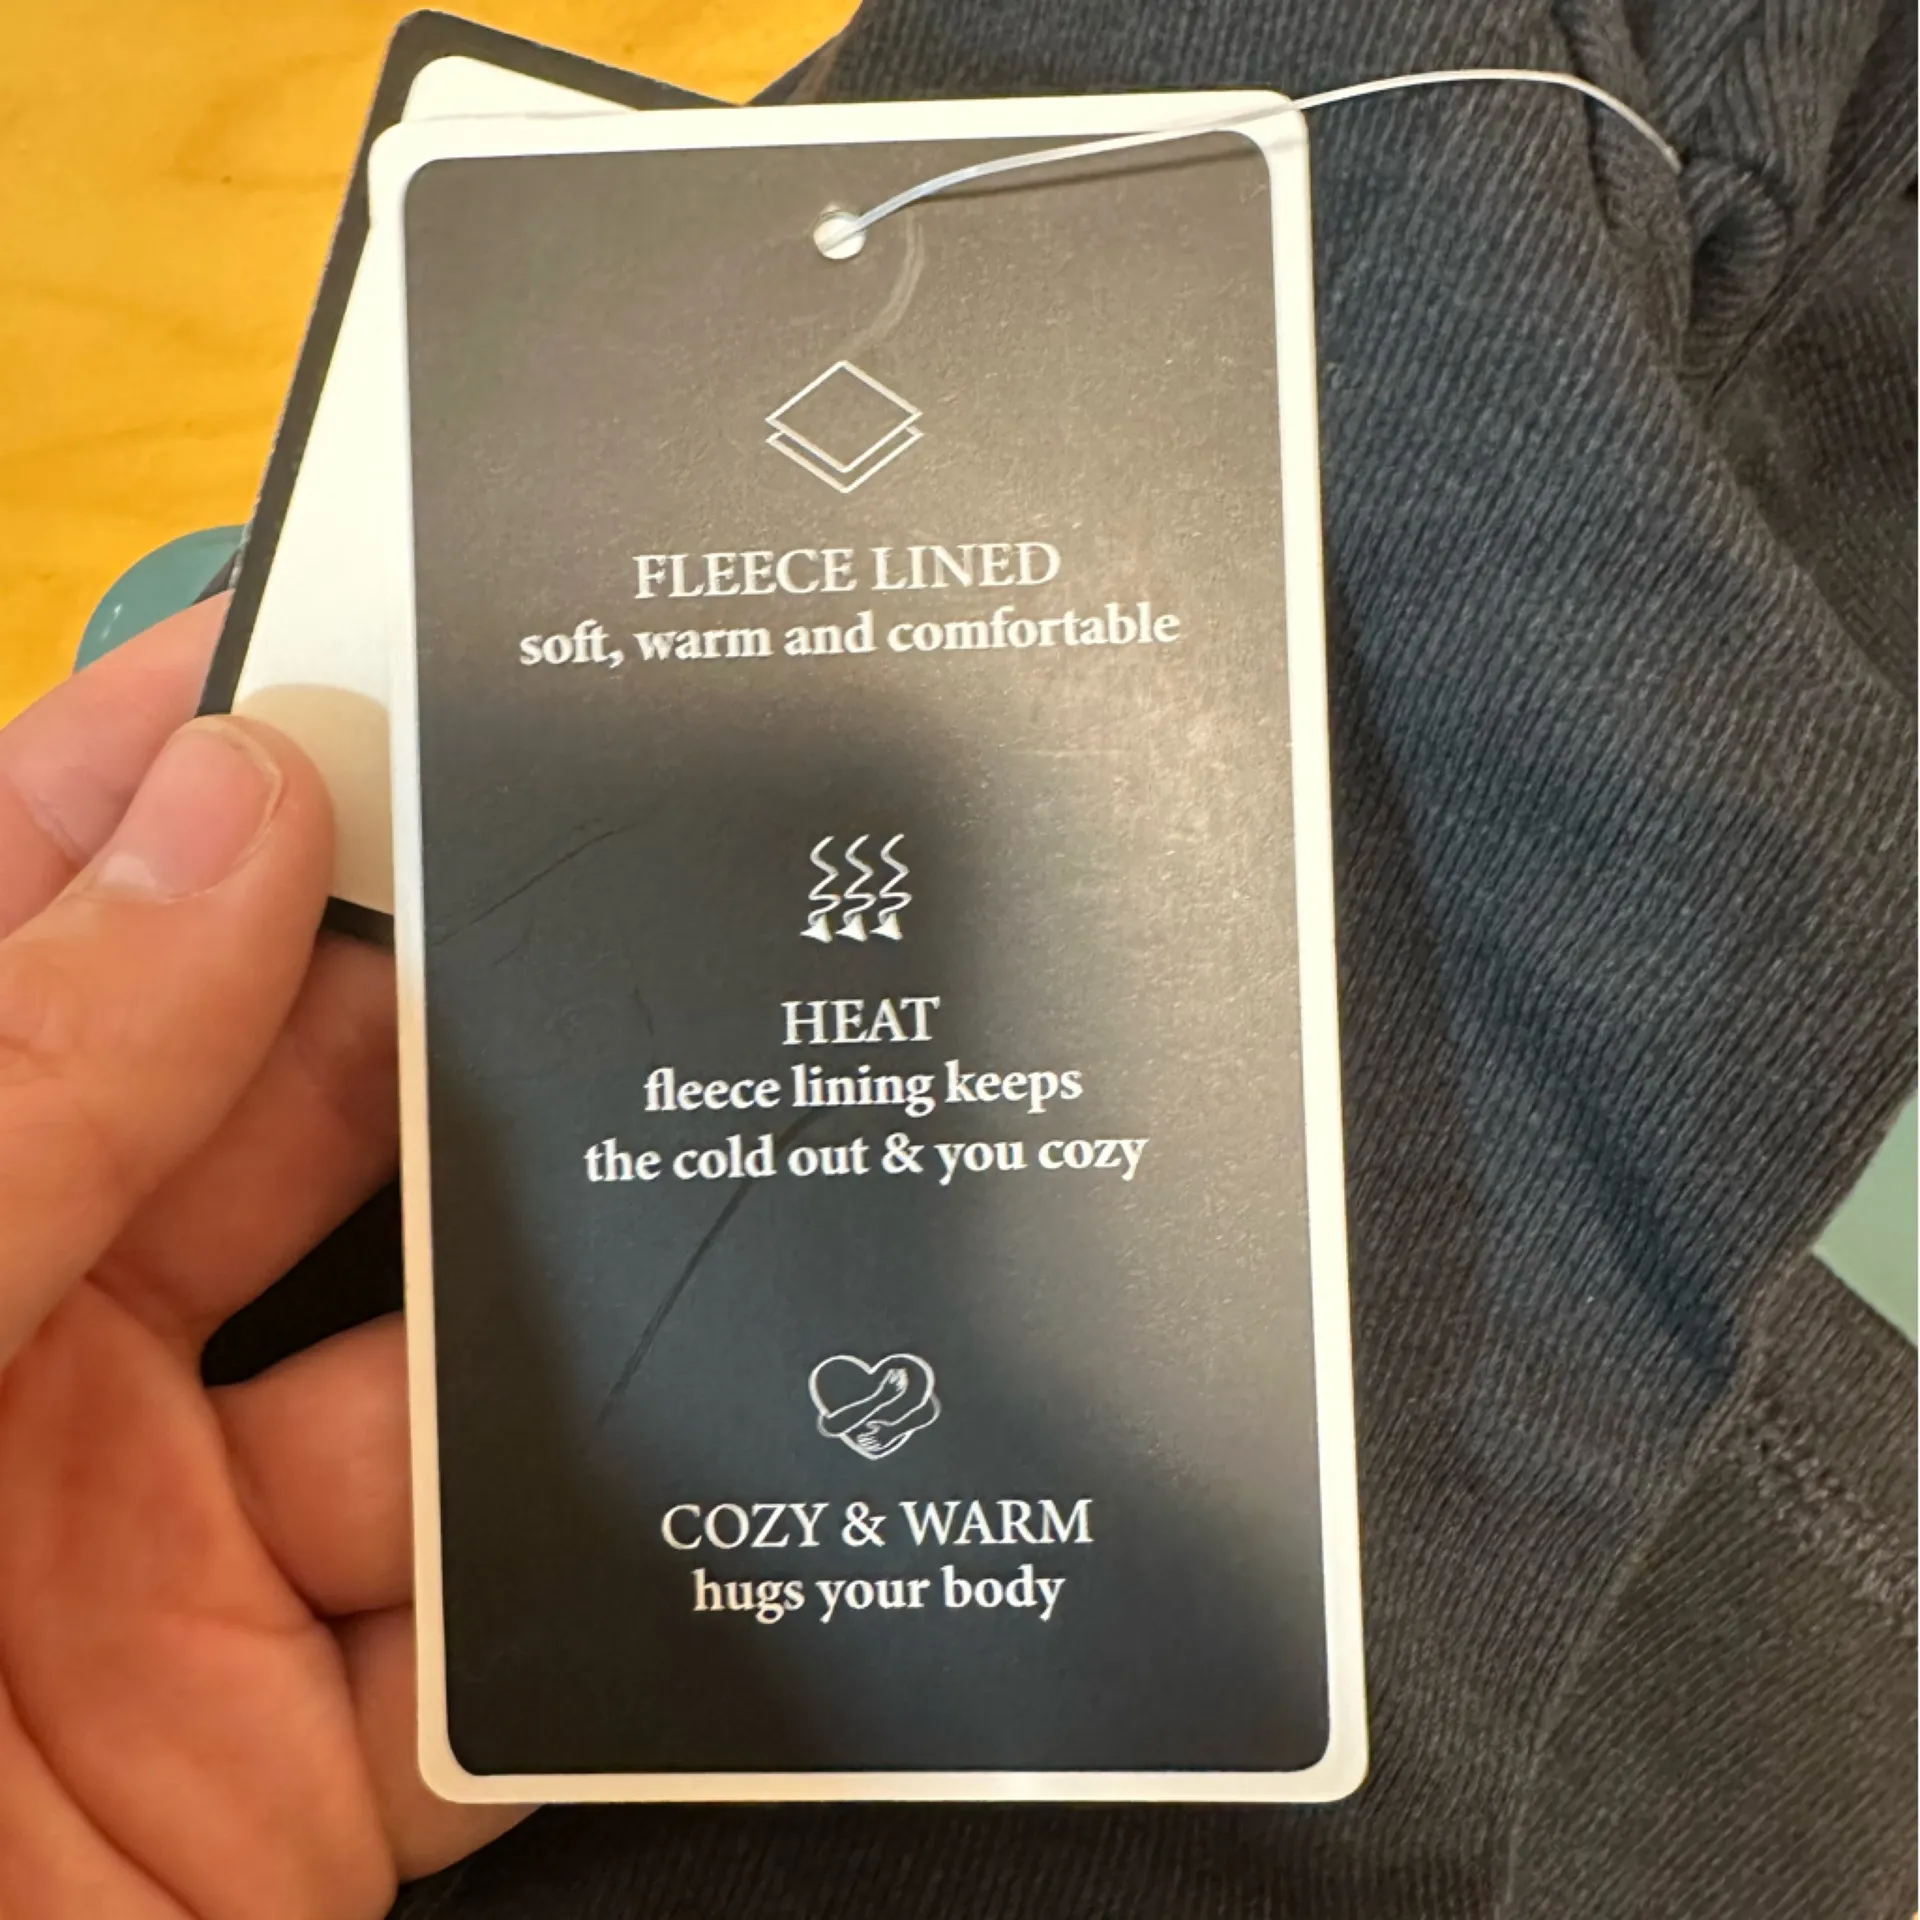 FLEECE LINED
soft, warm and comfortable
HEAT
fleece lining keeps
the cold out & you cozy
COZY & WARM
hugs your body